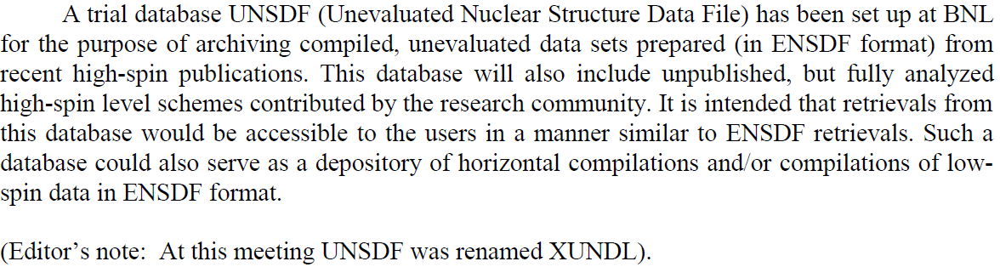 A trial database UNSDF (Unevaluated Nuclear Structure Data File) has been set up at BNL
for the purpose of archiving compiled, unevaluated data sets prepared (in ENSDF format) from
recent high-spin publications. This database will also include unpublished, but fully analyzed
high-spin level schemes contributed by the research community. It is intended that retrievals from
this database would be accessible to the users in a manner similar to ENSDF retrievals. Such a
database could also serve as a depository of horizontal compilations and/or compilations of low-
spin data in ENSDF format.
(Editor's note:  At this meeting UNSDF was renamed XUNDL).